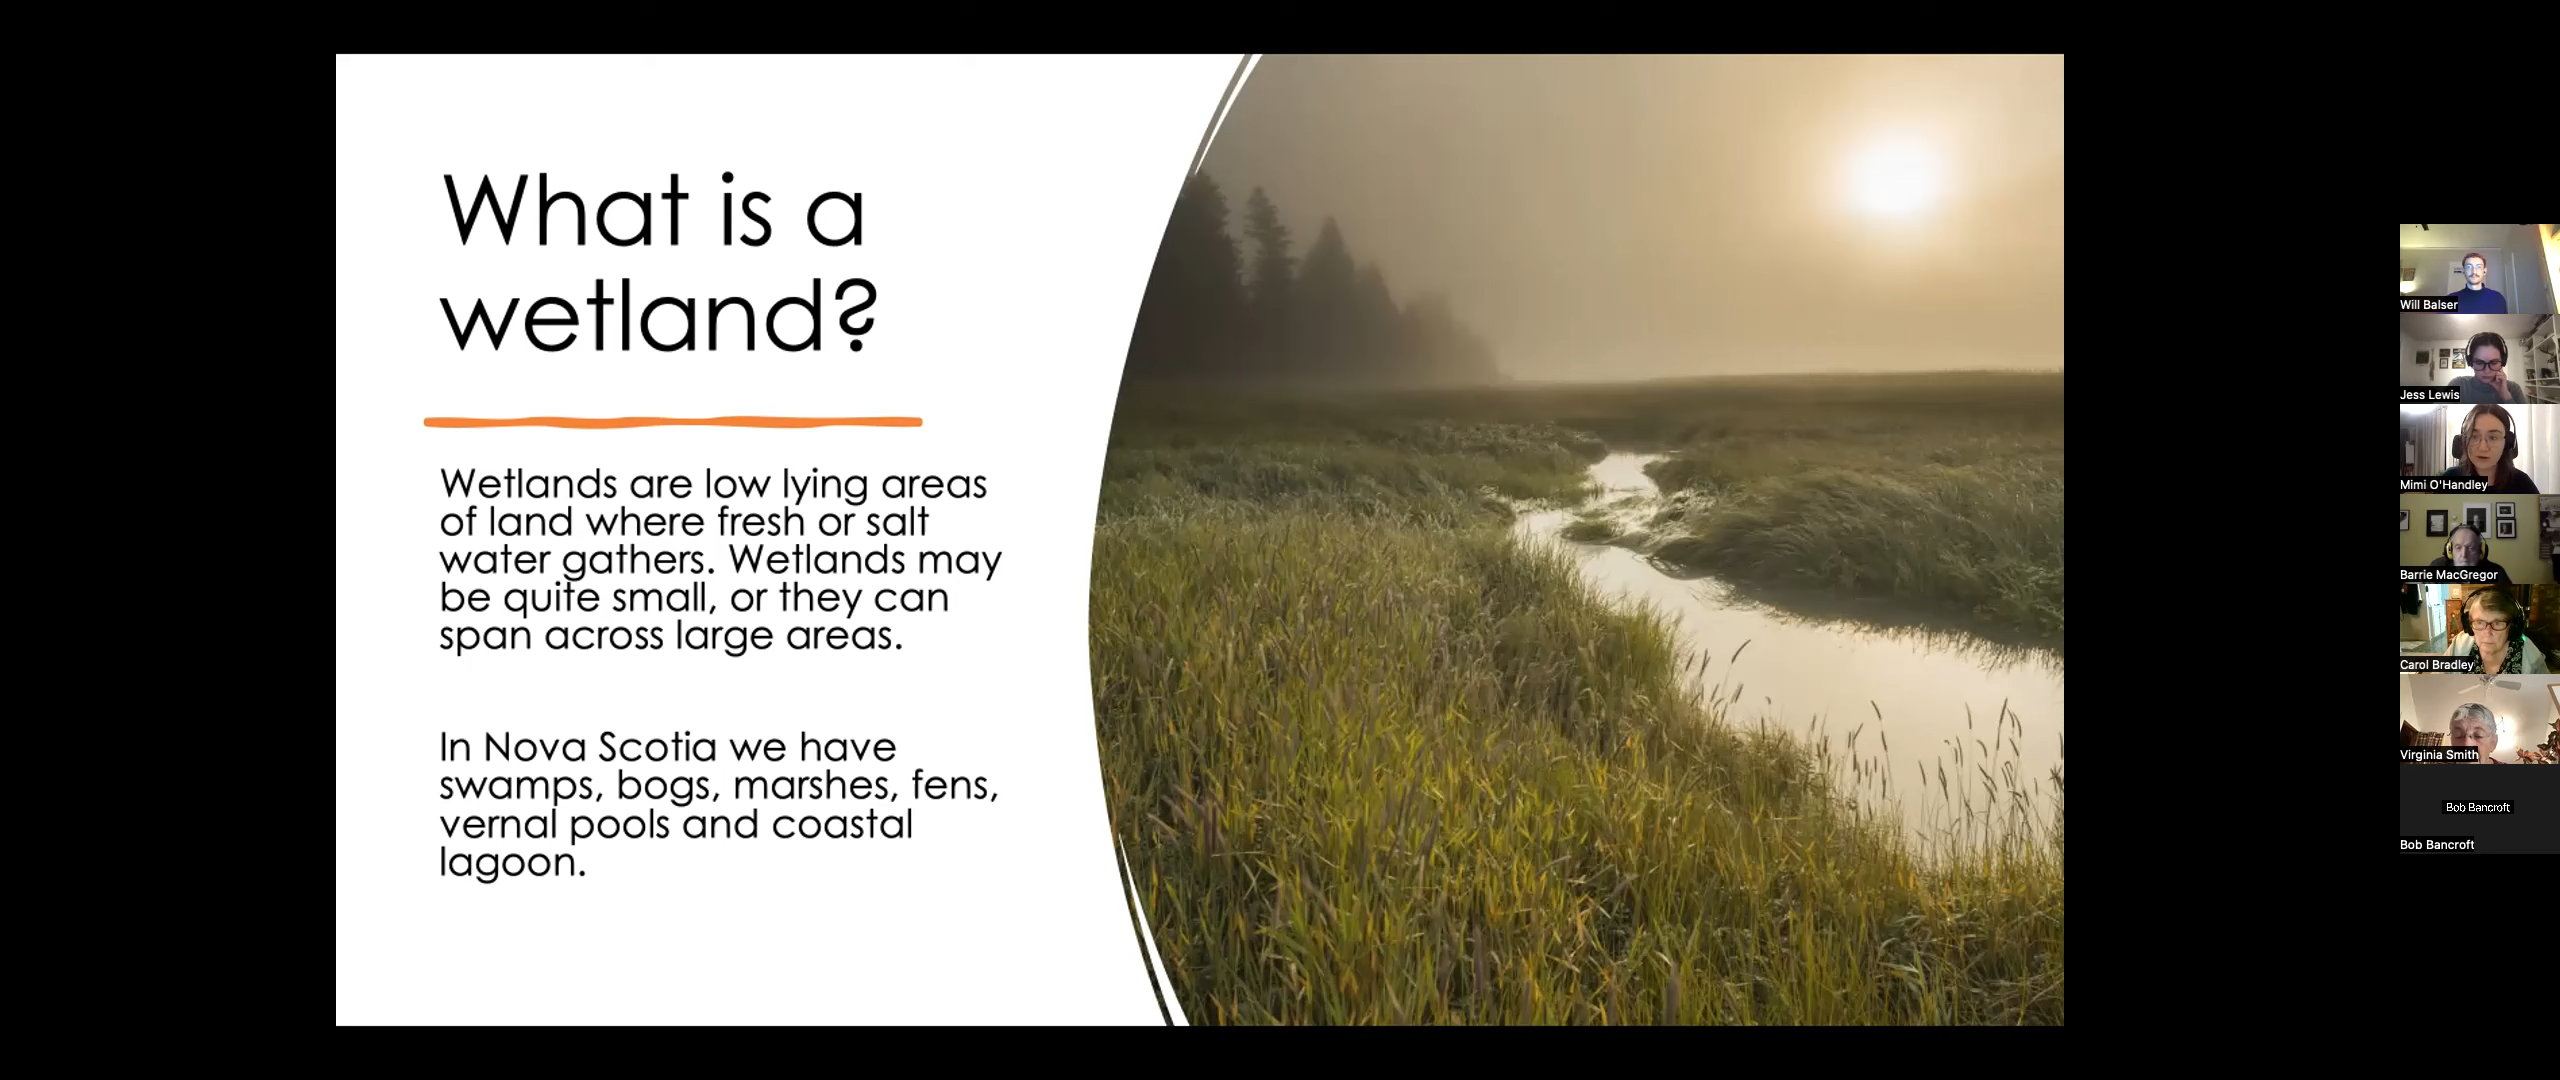 What is a
wetland?
Wetlands are low lying areas
of land where fresh or salt
water gathers. Wetlands may
be quite small, or they can
span across large areas.
In Nova Scotia we have
swamps, bogs, marshes, fens,
vernal pools and coastal
lagoon.
Will Balser
Jess Lewis
Mimi O'Handley
Barrie MacGregor
Carol Bradley
Virginia Smith
Bob Bancroft
Bob Bancroft